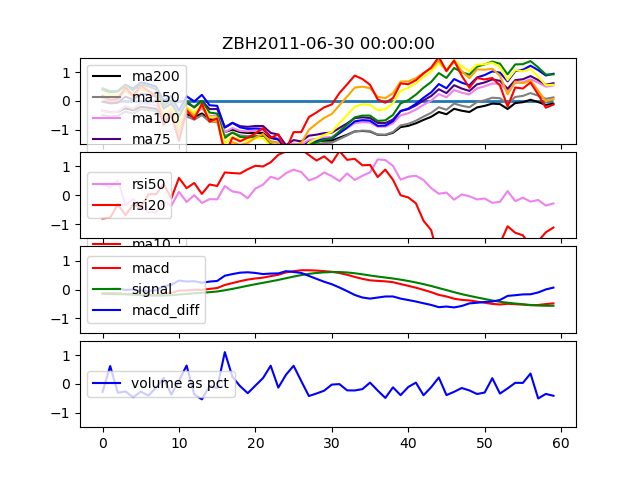 ZBH2011-06-30 00:00:00
1
0
−1
ma200
ma150
ma100
ma75
1
0
−1
rsi50
rsi20
ma10
1
0
−1
macd
signal
macd_diff
1
0
−1
volume as pct
0 10 20 30 40 50 60